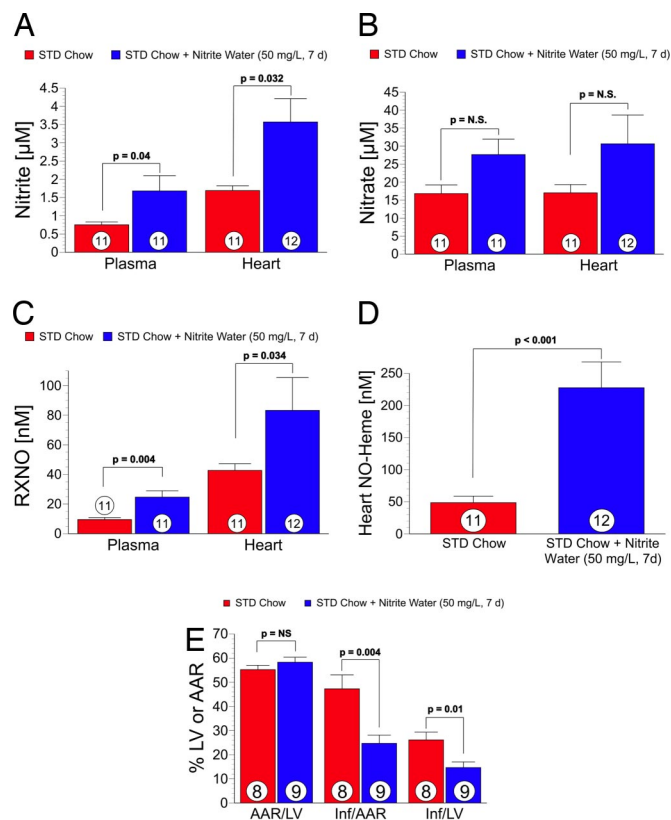 A
STD Chow STD Chow + Nitrite Water (50 mg/L, 7 d)
Nitrite [µM]
4.5
4
3.5
3
2.5
2
1.5
1
0.5
0
p = 0.04
p = 0.032
11
11
11
12
Plasma
Heart
B
STD Chow STD Chow + Nitrite Water (50 mg/L, 7 d)
Nitrate [µM]
45
40
35
30
25
20
15
10
5
0
p = N.S.
p = N.S.
11
11
11
12
Plasma
Heart
C
STD Chow STD Chow + Nitrite Water (50 mg/L, 7 d)
RXNO [nM]
100
80
60
40
20
0
p = 0.004
p = 0.034
11
11
11
12
Plasma
Heart
D
Heart NO-Heme [nM]
250
200
150
100
50
0
p < 0.001
11
12
STD Chow
STD Chow + Nitrite
Water (50 mg/L, 7d)
E
STD Chow STD Chow + Nitrite Water (50 mg/L, 7 d)
% LV or AAR
70
60
50
40
30
20
10
0
p = NS
p = 0.004
p = 0.01
8
9
8
9
8
9
AAR/LV
Inf/AAR
Inf/LV